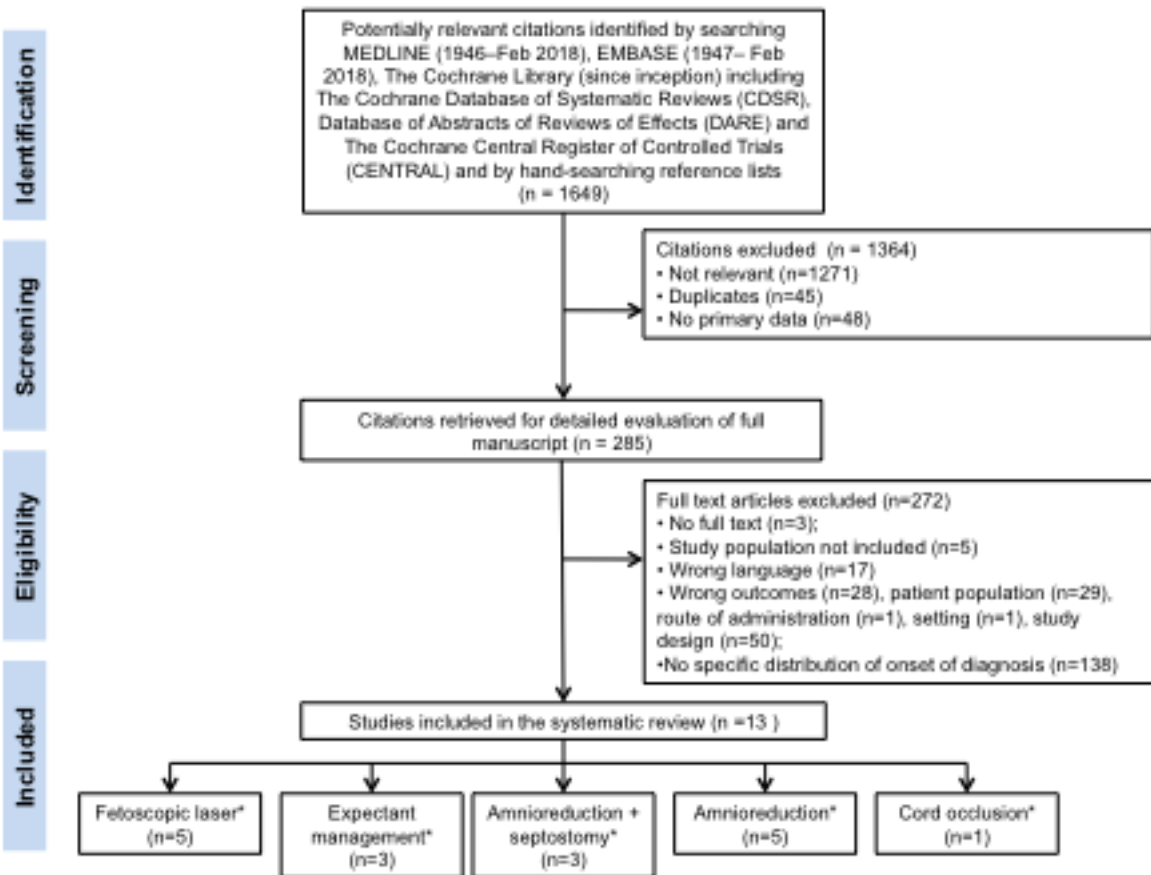 Identification
Potentially relevant citations identified by searching
MEDLINE (1946–Feb 2018), EMBASE (1947– Feb
2018), The Cochrane Library (since inception) including
The Cochrane Database of Systematic Reviews (CDSR),
Database of Abstracts of Reviews of Effects (DARE) and
The Cochrane Central Register of Controlled Trials
(CENTRAL) and by hand-searching reference lists
(n = 1649)
Screening
Citations excluded (n = 1364)
• Not relevant (n=1271)
• Duplicates (n=45)
• No primary data (n=48)
Citations retrieved for detailed evaluation of full
manuscript (n = 285)
Eligibility
Full text articles excluded (n=272)
• No full text (n=3);
• Study population not included (n=5)
• Wrong language (n=17)
• Wrong outcomes (n=28), patient population (n=29),
route of administration (n=1), setting (n=1), study
design (n=50);
•No specific distribution of onset of diagnosis (n=138)
Included
Studies included in the systematic review (n =13 )
Fetoscopic laser*
(n=5)
Expectant
management*
(n=3)
Amnioreduction +
septostomy*
(n=3)
Amnioreduction*
(n=5)
Cord occlusion*
(n=1)